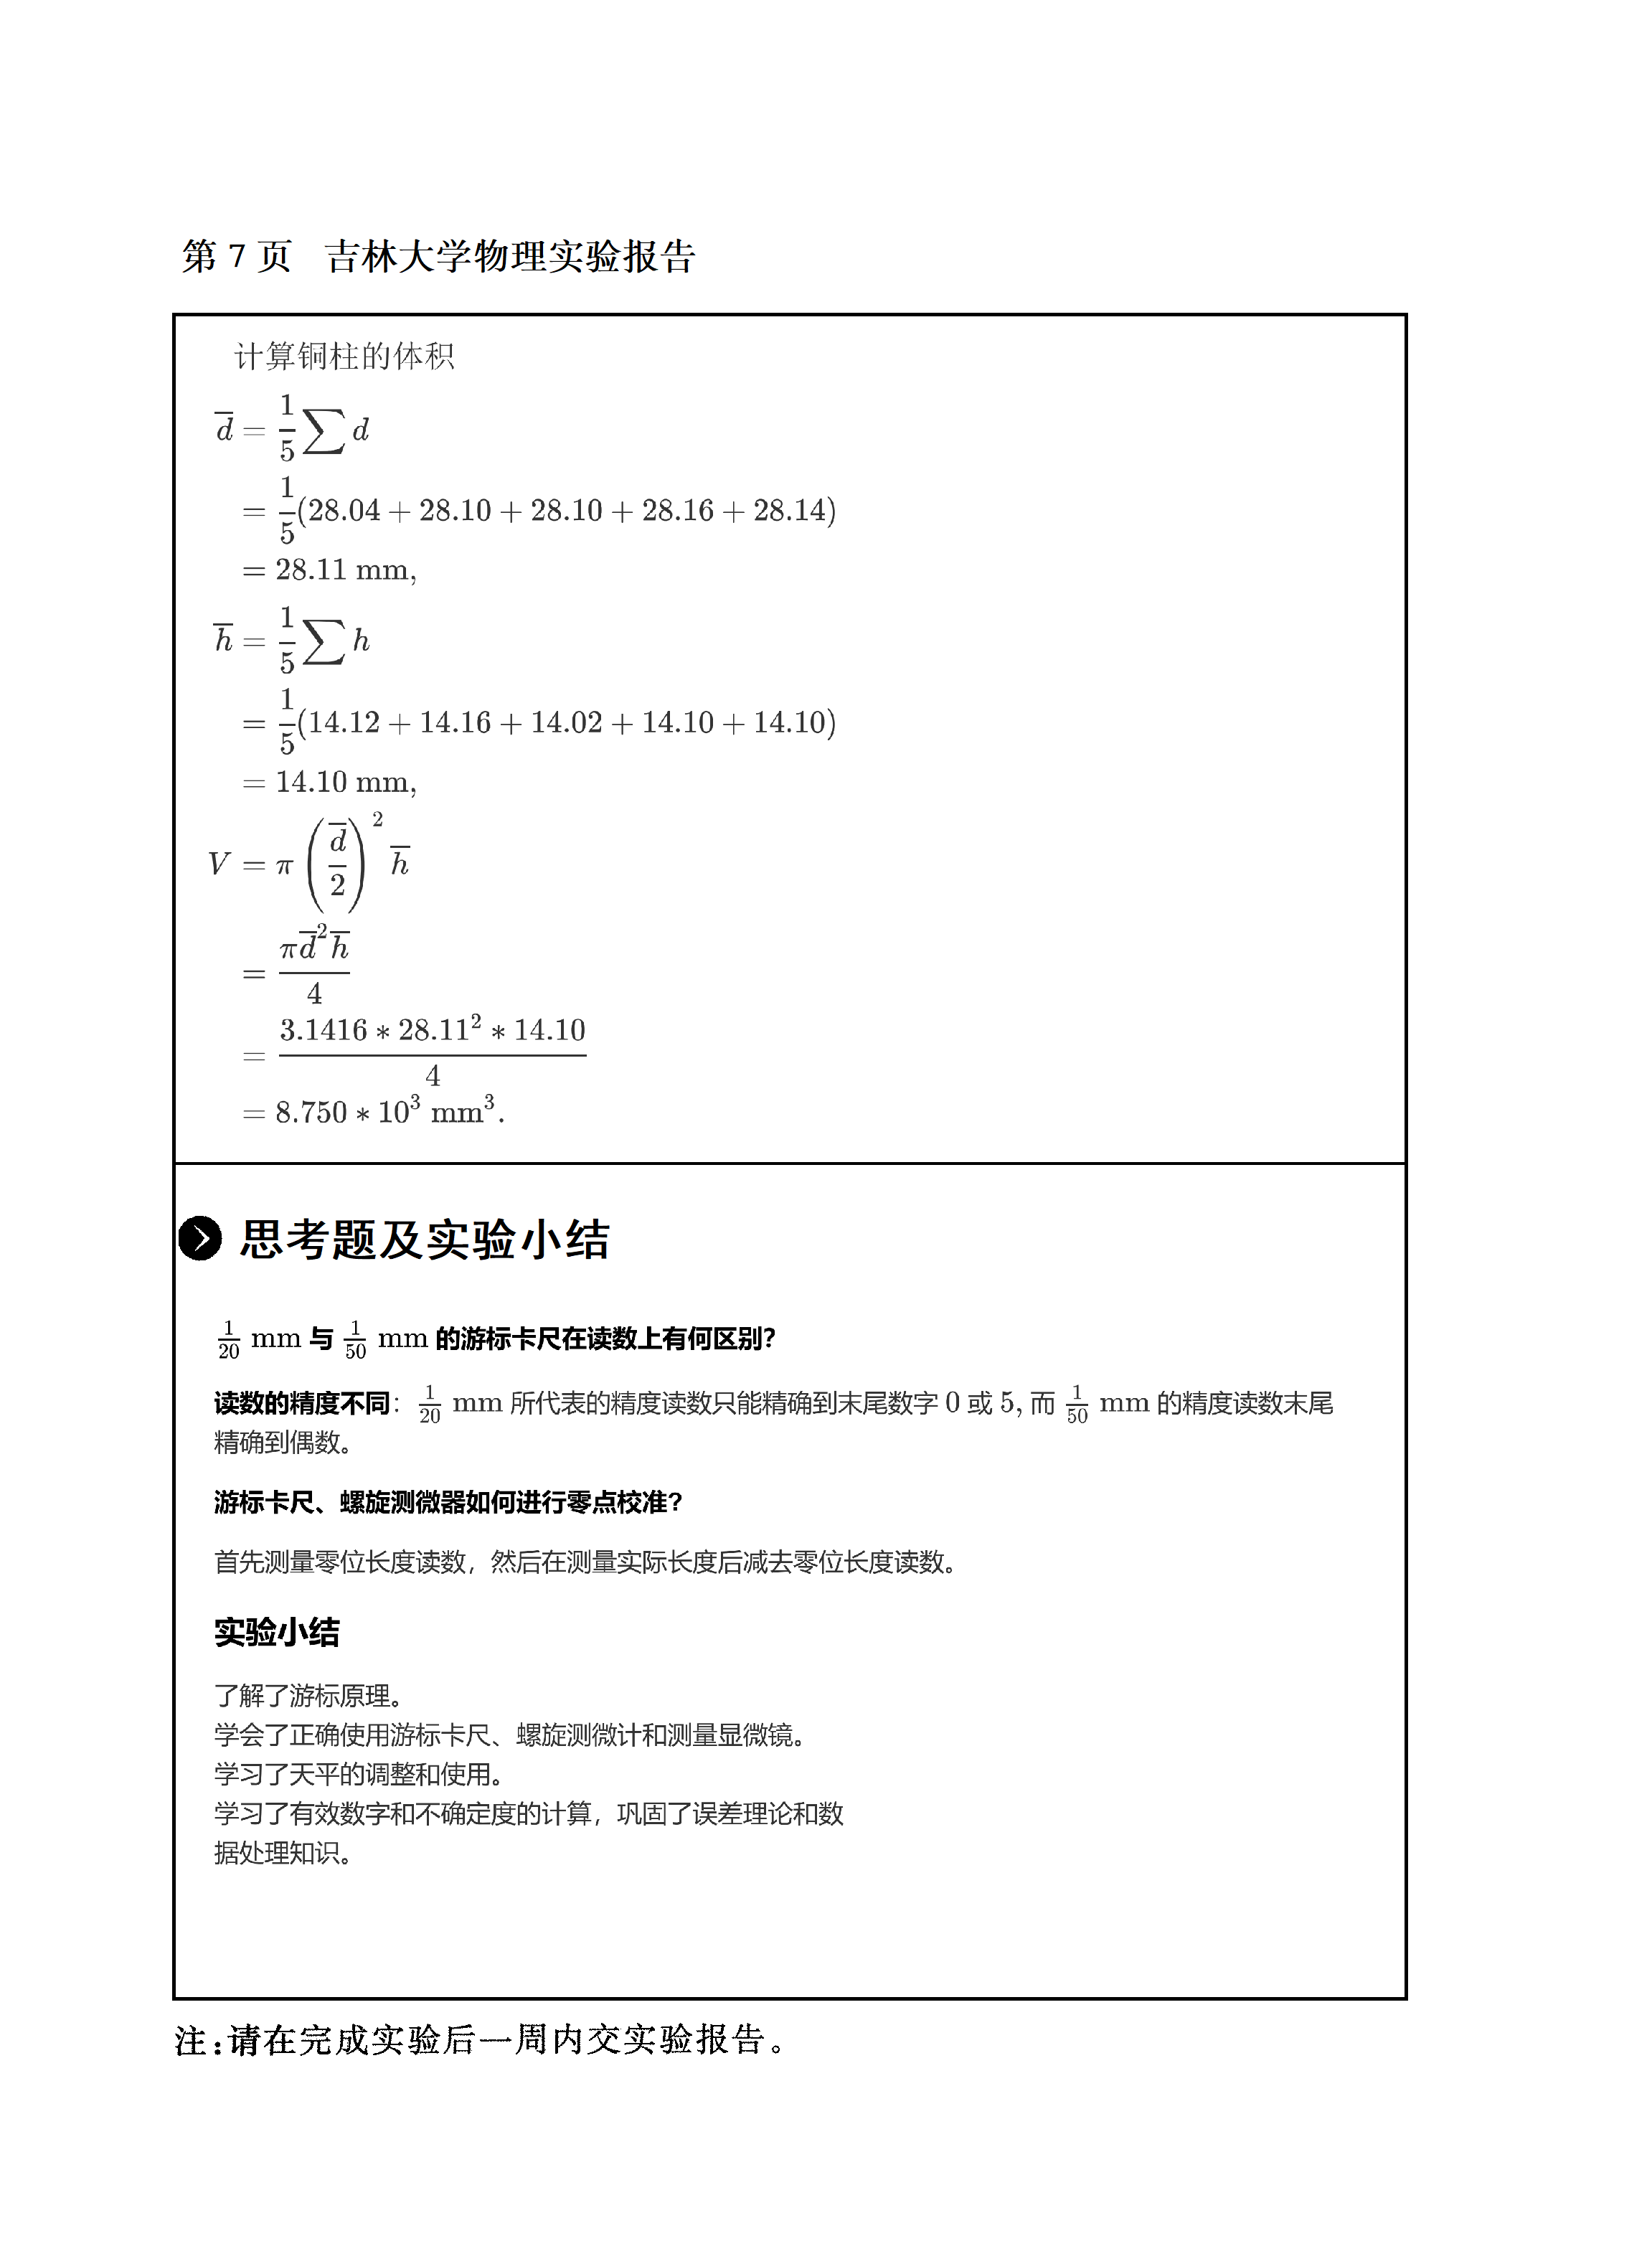 第 7 页 吉林大学物理实验报告
计算铜柱的体积
$\overline{d} = \frac{1}{5}\sum d$
$= \frac{1}{5}(28.04 + 28.10 + 28.10 + 28.16 + 28.14)$
$= 28.11 \text{ mm},$
$\overline{h} = \frac{1}{5}\sum h$
$= \frac{1}{5}(14.12 + 14.16 + 14.02 + 14.10 + 14.10)$
$= 14.10 \text{ mm},$
$V = \pi \left(\frac{\overline{d}}{2}\right)^2 \overline{h}$
$= \frac{\pi \overline{d}^2 \overline{h}}{4}$
$= \frac{3.1416 * 28.11^2 * 14.10}{4}$
$= 8.750 * 10^3 \text{ mm}^3.$
思考题及实验小结
$\frac{1}{20}$ mm 与 $\frac{1}{50}$ mm 的游标卡尺在读数上有何区别?
读数的精度不同：$\frac{1}{20}$ mm 所代表的精度读数只能精确到末尾数字 0 或 5, 而 $\frac{1}{50}$ mm 的精度读数末尾
精确到偶数。
游标卡尺、螺旋测微器如何进行零点校准?
首先测量零位长度读数，然后在测量实际长度后减去零位长度读数。
实验小结
了解了游标原理。
学会了正确使用游标卡尺、螺旋测微计和测量显微镜。
学习了天平的调整和使用。
学习了有效数字和不确定度的计算，巩固了误差理论和数
据处理知识。
注:请在完成实验后一周内交实验报告。